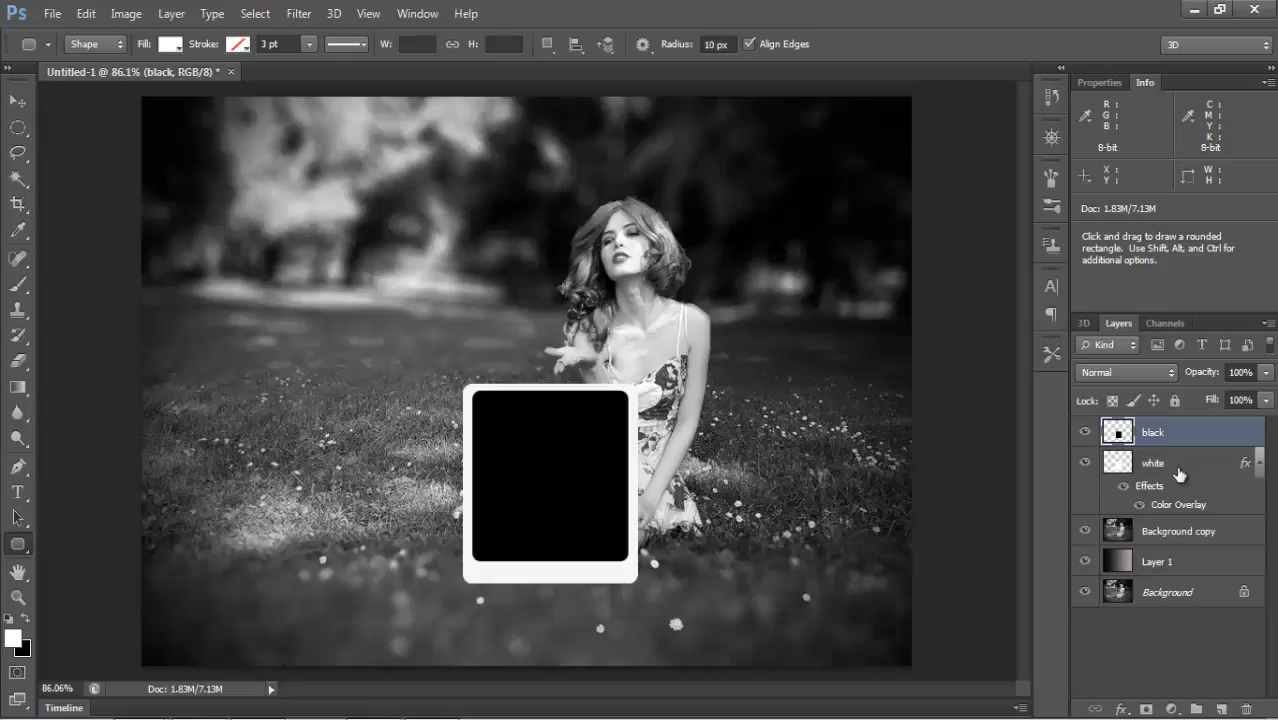 Ps File Edit Image Layer Type Select Filter 3D View Window Help
Shape Fill: Stroke: 3 pt W: H: Radius: 10 px Align Edges 3D
Untitled-1 @ 86.1% (black, RGB/8) * ×
Properties Info
R: C:
G: M:
B: Y:
K:
8-bit 8-bit
X: W:
Y: H:
Doc: 1.83M/7.13M
Click and drag to draw a rounded
rectangle. Use Shift, Alt, and Ctrl for
additional options.
3D Layers Channels
Kind
Normal Opacity: 100%
Lock: Fill: 100%
black
white fx
Effects
Color Overlay
Background copy
Layer 1
Background
86.06% Doc: 1.83M/7.13M
Timeline
fx